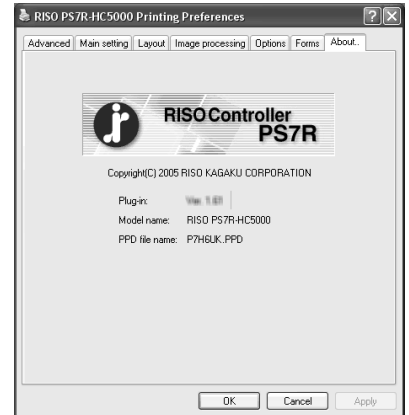 RISO PS7R-HC5000 Printing Preferences
Advanced Main setting Layout Image processing Options Forms About..
RISO Controller
PS7R
Copyright(C) 2005 RISO KAGAKU CORPORATION
Plug-in:
Model name: RISO PS7R-HC5000
PPD file name: P7H6UK.PPD
OK Cancel Apply